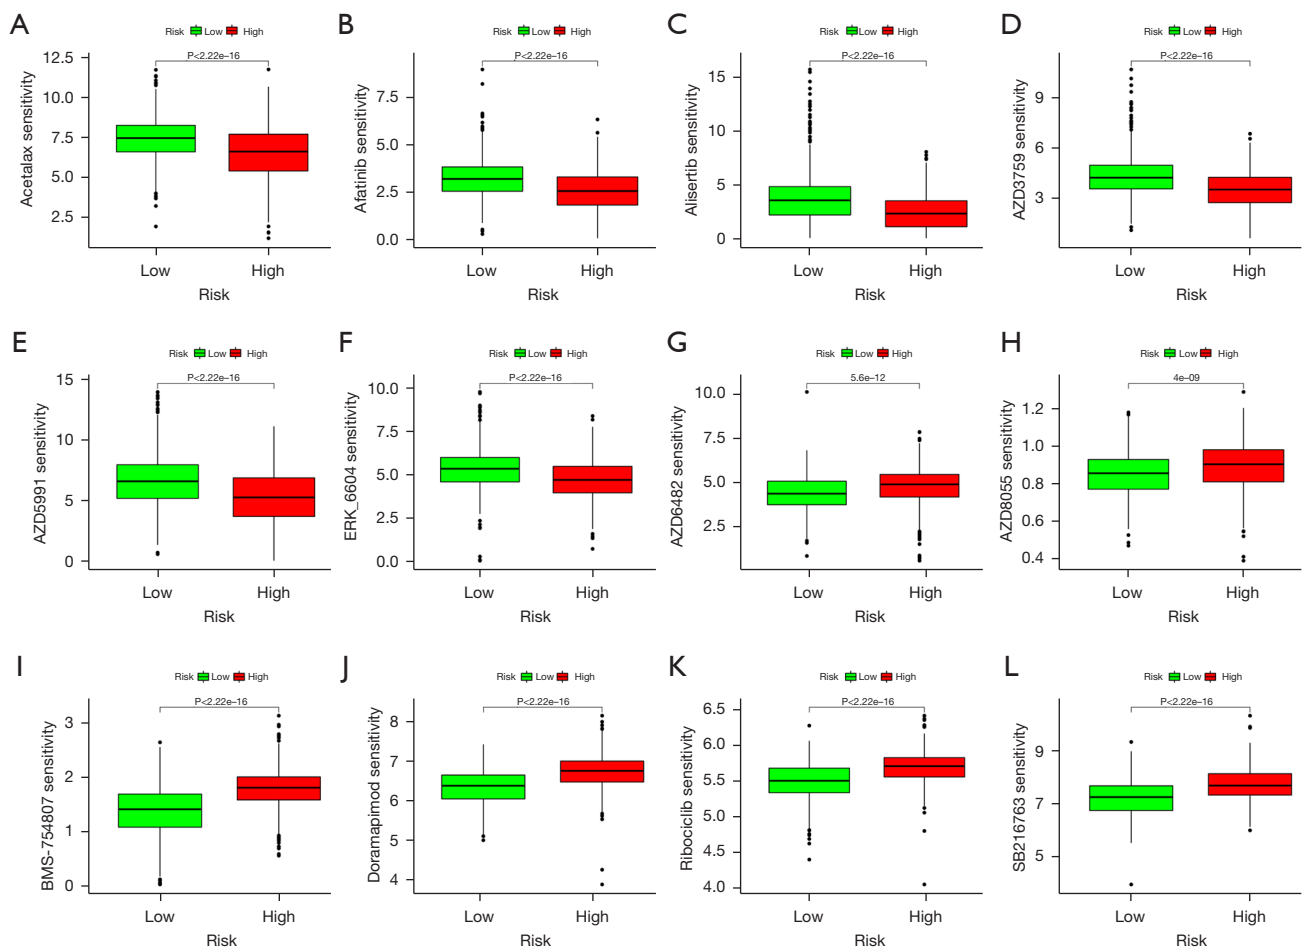 A
Risk Low High
P<2.22e−16
Acetalax sensitivity
12.5
10.0
7.5
5.0
2.5
Low High
Risk
B
Risk Low High
P<2.22e−16
Afatinib sensitivity
7.5
5.0
2.5
0.0
Low High
Risk
C
Risk Low High
P<2.22e−16
Alisertib sensitivity
15
10
5
0
Low High
Risk
D
Risk Low High
P<2.22e−16
AZD3759 sensitivity
9
6
3
Low High
Risk
E
Risk Low High
P<2.22e−16
AZD5991 sensitivity
15
10
5
0
Low High
Risk
F
Risk Low High
P<2.22e−16
ERK_6604 sensitivity
10.0
7.5
5.0
2.5
0.0
Low High
Risk
G
Risk Low High
5.6e−12
AZD6482 sensitivity
10.0
7.5
5.0
2.5
Low High
Risk
H
Risk Low High
4e−09
AZD8055 sensitivity
1.2
1.0
0.8
0.6
0.4
Low High
Risk
I
Risk Low High
P<2.22e−16
BMS-754807 sensitivity
3
2
1
0
Low High
Risk
J
Risk Low High
P<2.22e−16
Doramapimod sensitivity
8
7
6
5
4
Low High
Risk
K
Risk Low High
P<2.22e−16
Ribociclib sensitivity
6.5
6.0
5.5
5.0
4.5
4.0
Low High
Risk
L
Risk Low High
P<2.22e−16
SB216763 sensitivity
9
7
5
Low High
Risk